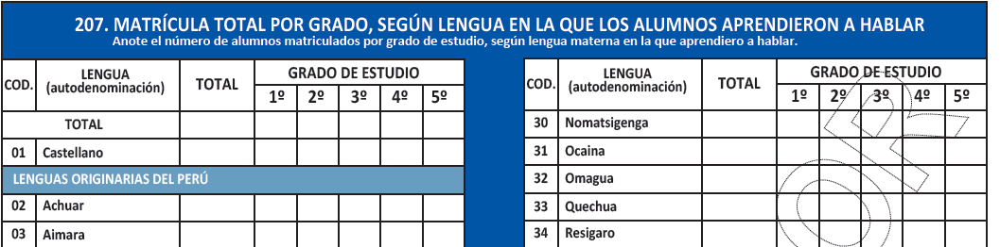 207. MATRÍCULA TOTAL POR GRADO, SEGÚN LENGUA EN LA QUE LOS ALUMNOS APRENDIERON A HABLAR
Anote el número de alumnos matriculados por grado de estudio, según lengua materna en la que aprendiero a hablar.
COD. LENGUA (autodenominación) TOTAL GRADO DE ESTUDIO
1º 2º 3º 4º 5º
TOTAL
01 Castellano
LENGUAS ORIGINARIAS DEL PERÚ
02 Achuar
03 Aimara
COD. LENGUA (autodenominación) TOTAL GRADO DE ESTUDIO
1º 2º 3º 4º 5º
30 Nomatsigenga
31 Ocaina
32 Omagua
33 Quechua
34 Resigaro
OR